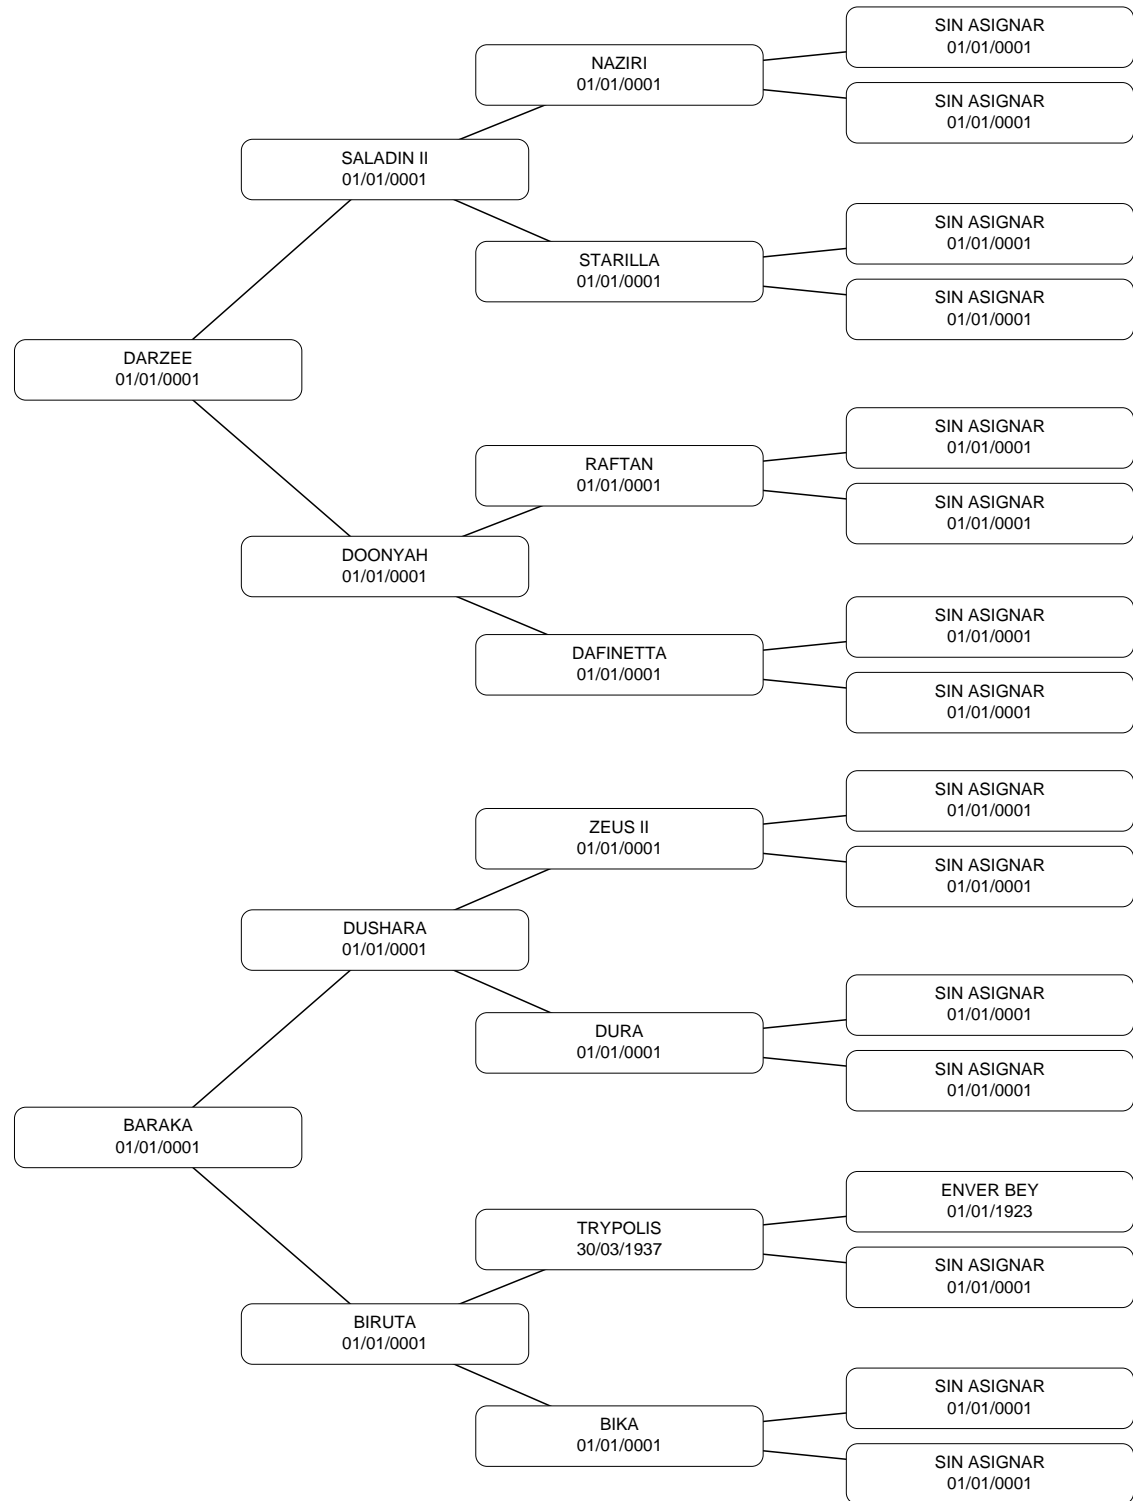 SIN ASIGNAR
01/01/0001
NAZIRI
01/01/0001
SIN ASIGNAR
01/01/0001
SALADIN II
01/01/0001
SIN ASIGNAR
01/01/0001
STARILLA
01/01/0001
SIN ASIGNAR
01/01/0001
DARZEE
01/01/0001
SIN ASIGNAR
01/01/0001
RAFTAN
01/01/0001
SIN ASIGNAR
01/01/0001
DOONYAH
01/01/0001
SIN ASIGNAR
01/01/0001
DAFINETTA
01/01/0001
SIN ASIGNAR
01/01/0001
SIN ASIGNAR
01/01/0001
ZEUS II
01/01/0001
SIN ASIGNAR
01/01/0001
DUSHARA
01/01/0001
SIN ASIGNAR
01/01/0001
DURA
01/01/0001
SIN ASIGNAR
01/01/0001
BARAKA
01/01/0001
ENVER BEY
01/01/1923
TRYPOLIS
30/03/1937
SIN ASIGNAR
01/01/0001
BIRUTA
01/01/0001
SIN ASIGNAR
01/01/0001
BIKA
01/01/0001
SIN ASIGNAR
01/01/0001